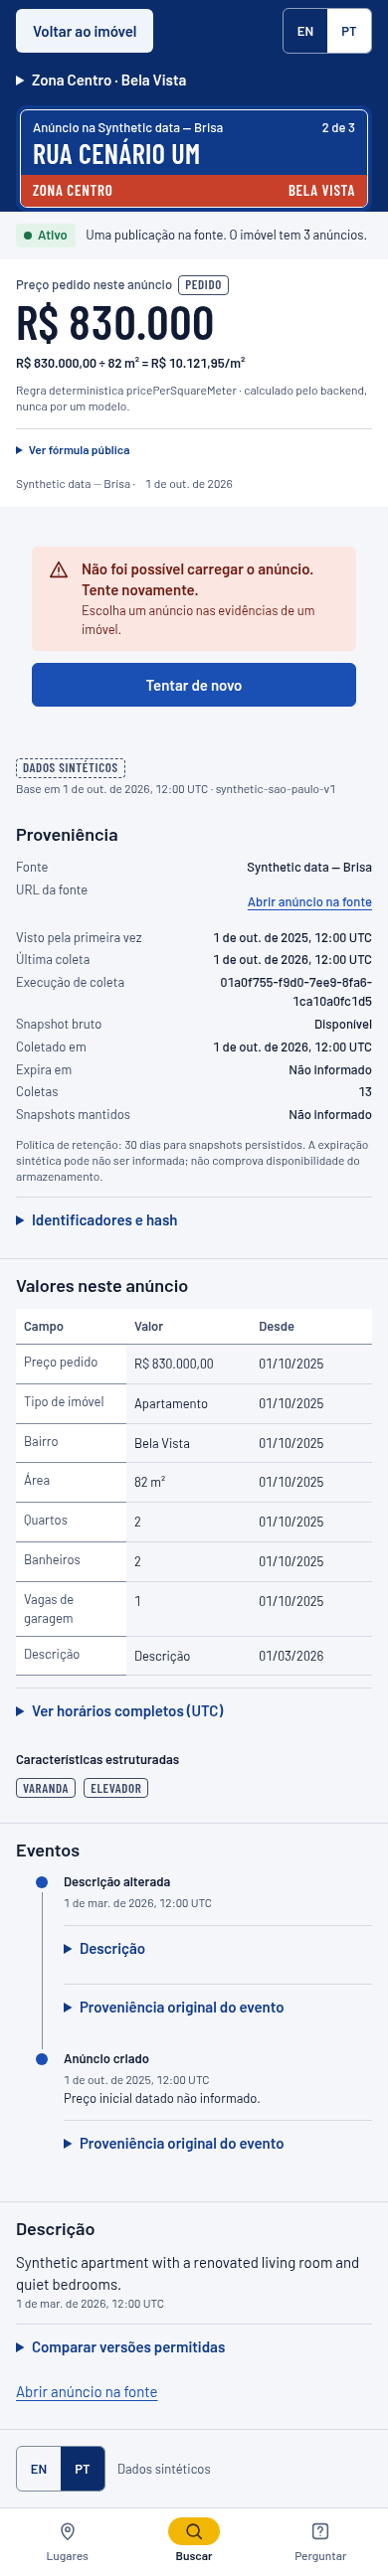 Voltar ao imóvel
EN PT
Zona Centro · Bela Vista
Anúncio na Synthetic data — Brisa 2 de 3
RUA CENÁRIO UM
ZONA CENTRO BELA VISTA
Ativo Uma publicação na fonte. O imóvel tem 3 anúncios.
Preço pedido neste anúncio PEDIDO
R$ 830.000
R$ 830.000,00 ÷ 82 m² = R$ 10.121,95/m²
Regra determinística pricePerSquareMeter · calculado pelo backend,
nunca por um modelo.
Ver fórmula pública
Synthetic data — Brisa · 1 de out. de 2026
Não foi possível carregar o anúncio.
Tente novamente.
Escolha um anúncio nas evidências de um
imóvel.
Tentar de novo
DADOS SINTÉTICOS
Base em 1 de out. de 2026, 12:00 UTC · synthetic-sao-paulo-v1
Proveniência
Fonte Synthetic data — Brisa
URL da fonte
Abrir anúncio na fonte
Visto pela primeira vez 1 de out. de 2025, 12:00 UTC
Última coleta 1 de out. de 2026, 12:00 UTC
Execução de coleta 01a0f755-f9d0-7ee9-8fa6-
1ca10a0fc1d5
Snapshot bruto Disponível
Coletado em 1 de out. de 2026, 12:00 UTC
Expira em Não informado
Coletas 13
Snapshots mantidos Não informado
Política de retenção: 30 dias para snapshots persistidos. A expiração
sintética pode não ser informada; não comprova disponibilidade do
armazenamento.
Identificadores e hash
Valores neste anúncio
Campo Valor Desde
Preço pedido R$ 830.000,00 01/10/2025
Tipo de imóvel Apartamento 01/10/2025
Bairro Bela Vista 01/10/2025
Área 82 m² 01/10/2025
Quartos 2 01/10/2025
Banheiros 2 01/10/2025
Vagas de
garagem 1 01/10/2025
Descrição Descrição 01/03/2026
Ver horários completos (UTC)
Características estruturadas
VARANDA ELEVADOR
Eventos
Descrição alterada
1 de mar. de 2026, 12:00 UTC
Descrição
Proveniência original do evento
Anúncio criado
1 de out. de 2025, 12:00 UTC
Preço inicial datado não informado.
Proveniência original do evento
Descrição
Synthetic apartment with a renovated living room and
quiet bedrooms.
1 de mar. de 2026, 12:00 UTC
Comparar versões permitidas
Abrir anúncio na fonte
EN PT Dados sintéticos
Lugares Buscar Perguntar